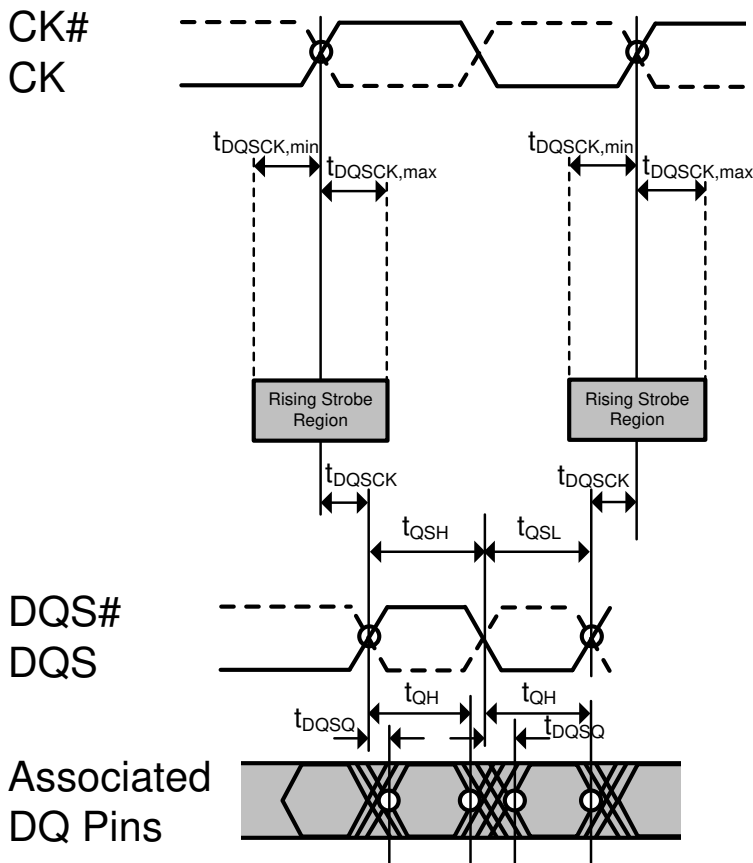 CK#
CK
tDQSCK,min
tDQSCK,min
tDQSCK,max
tDQSCK,max
Rising Strobe
Region
Rising Strobe
Region
tDQSCK
tDQSCK
tQSH
tQSL
DQS#
DQS
tQH
tQH
tDQSQ
tDQSQ
Associated
DQ Pins